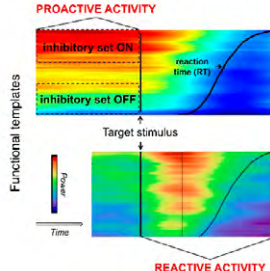 PROACTIVE ACTIVITY
inhibitory set ON
reaction
time (RT)
inhibitory set OFF
Functional templates
Target stimulus
Power
Time
REACTIVE ACTIVITY